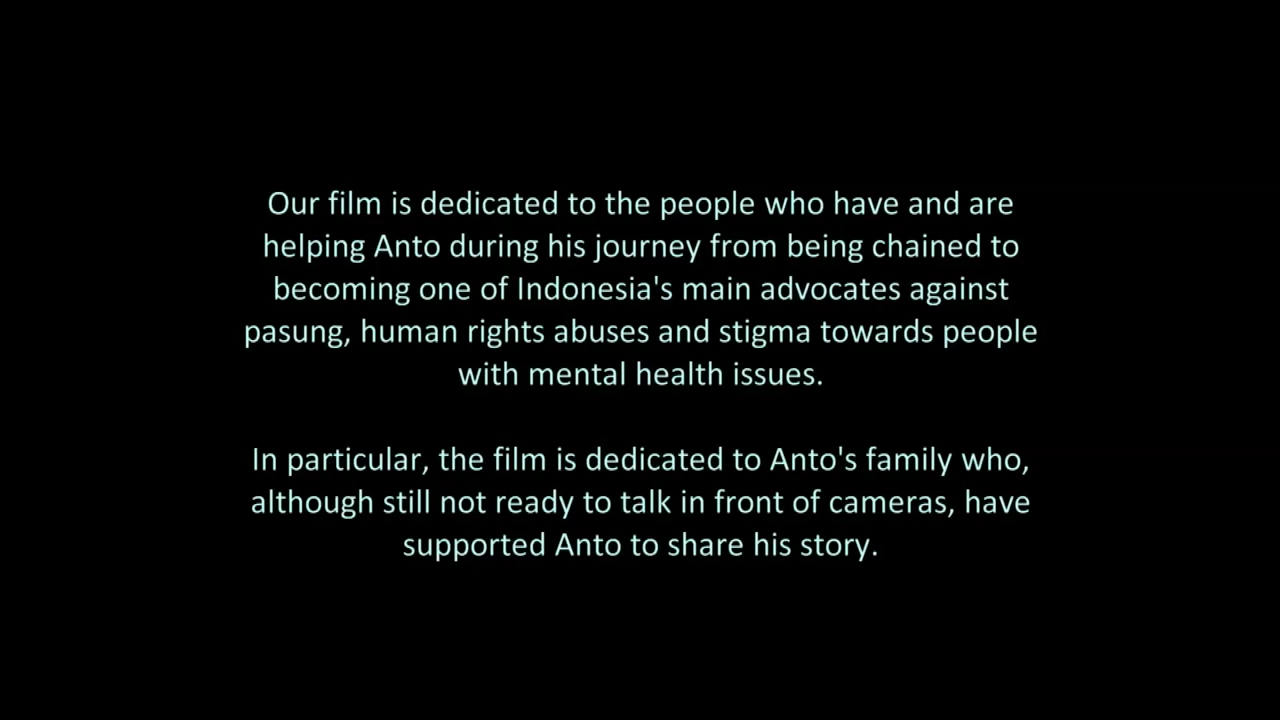 Our film is dedicated to the people who have and are
helping Anto during his journey from being chained to
becoming one of Indonesia's main advocates against
pasung, human rights abuses and stigma towards people
with mental health issues.
In particular, the film is dedicated to Anto's family who,
although still not ready to talk in front of cameras, have
supported Anto to share his story.